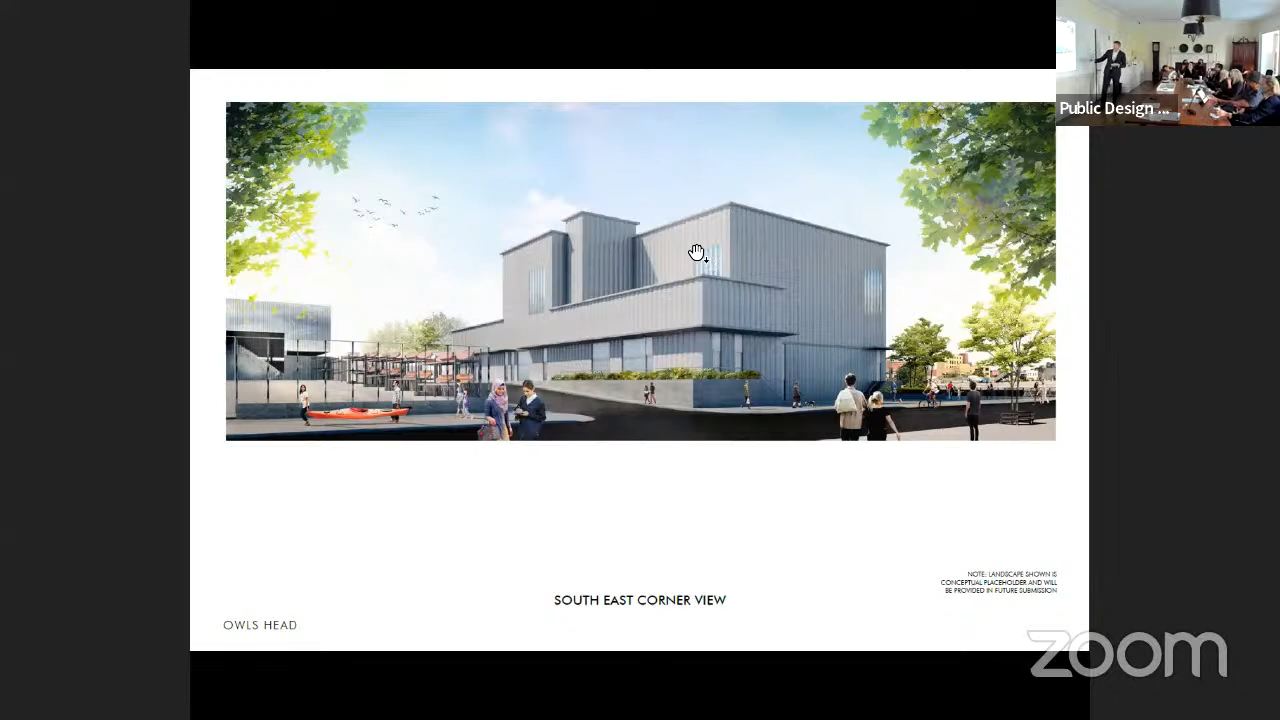 Public Design ...
NOTE: LANDSCAPE SHOWN IS
CONCEPTUAL PLACEHOLDER AND WILL
BE PROVIDED IN FUTURE SUBMISSION
SOUTH EAST CORNER VIEW
OWLS HEAD
zoom